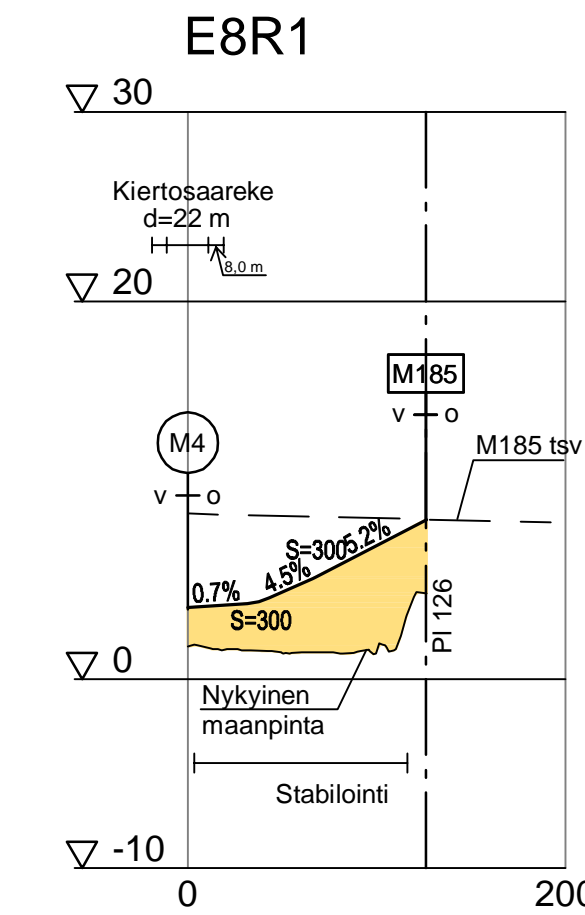 E8R1
30
Kiertosaareke
d=22 m
8,0 m
20
M185
v o
M4
M185 tsv
v o
S=300
5.2%
4.5%
0.7%
S=300
Pl 126
0
Nykyinen
maanpinta
Stabilointi
-10
0
200